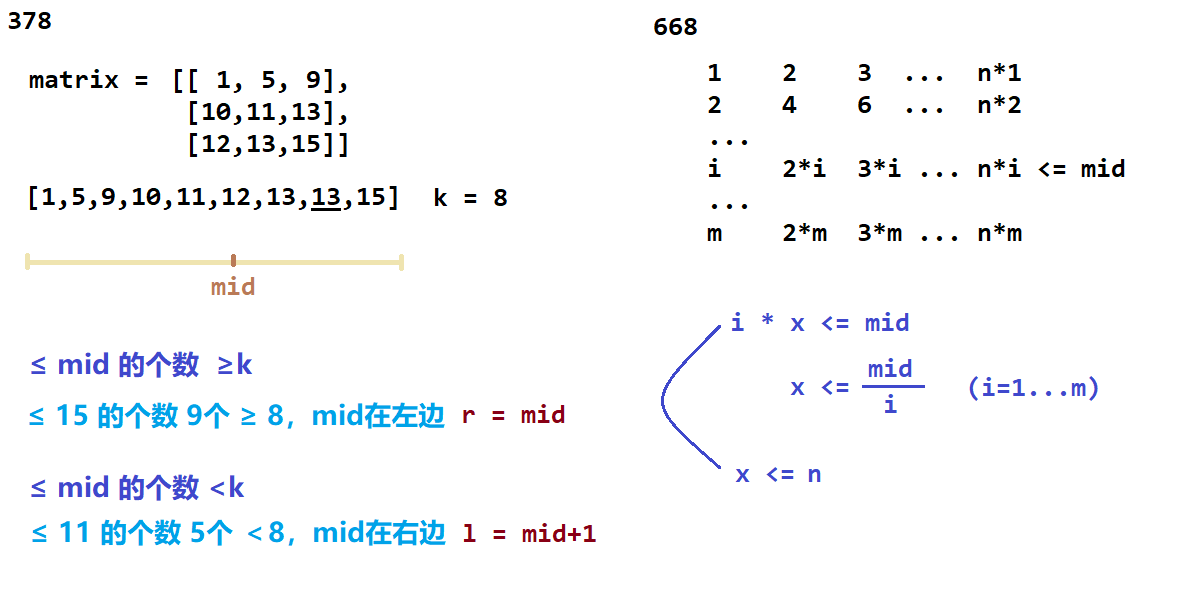 378
matrix = [[ 1, 5, 9],
[10,11,13],
[12,13,15]]
[1,5,9,10,11,12,13,13,15] k = 8
mid
≤ mid 的个数 ≥k
≤ 15 的个数 9个 ≥ 8，mid在左边 r = mid
≤ mid 的个数 <k
≤ 11 的个数 5个 <8，mid在右边 l = mid+1
668
1 2 3 ... n*1
2 4 6 ... n*2
...
i 2*i 3*i ... n*i <= mid
...
m 2*m 3*m ... n*m
i * x <= mid
mid
x <= (i=1...m)
i
x <= n